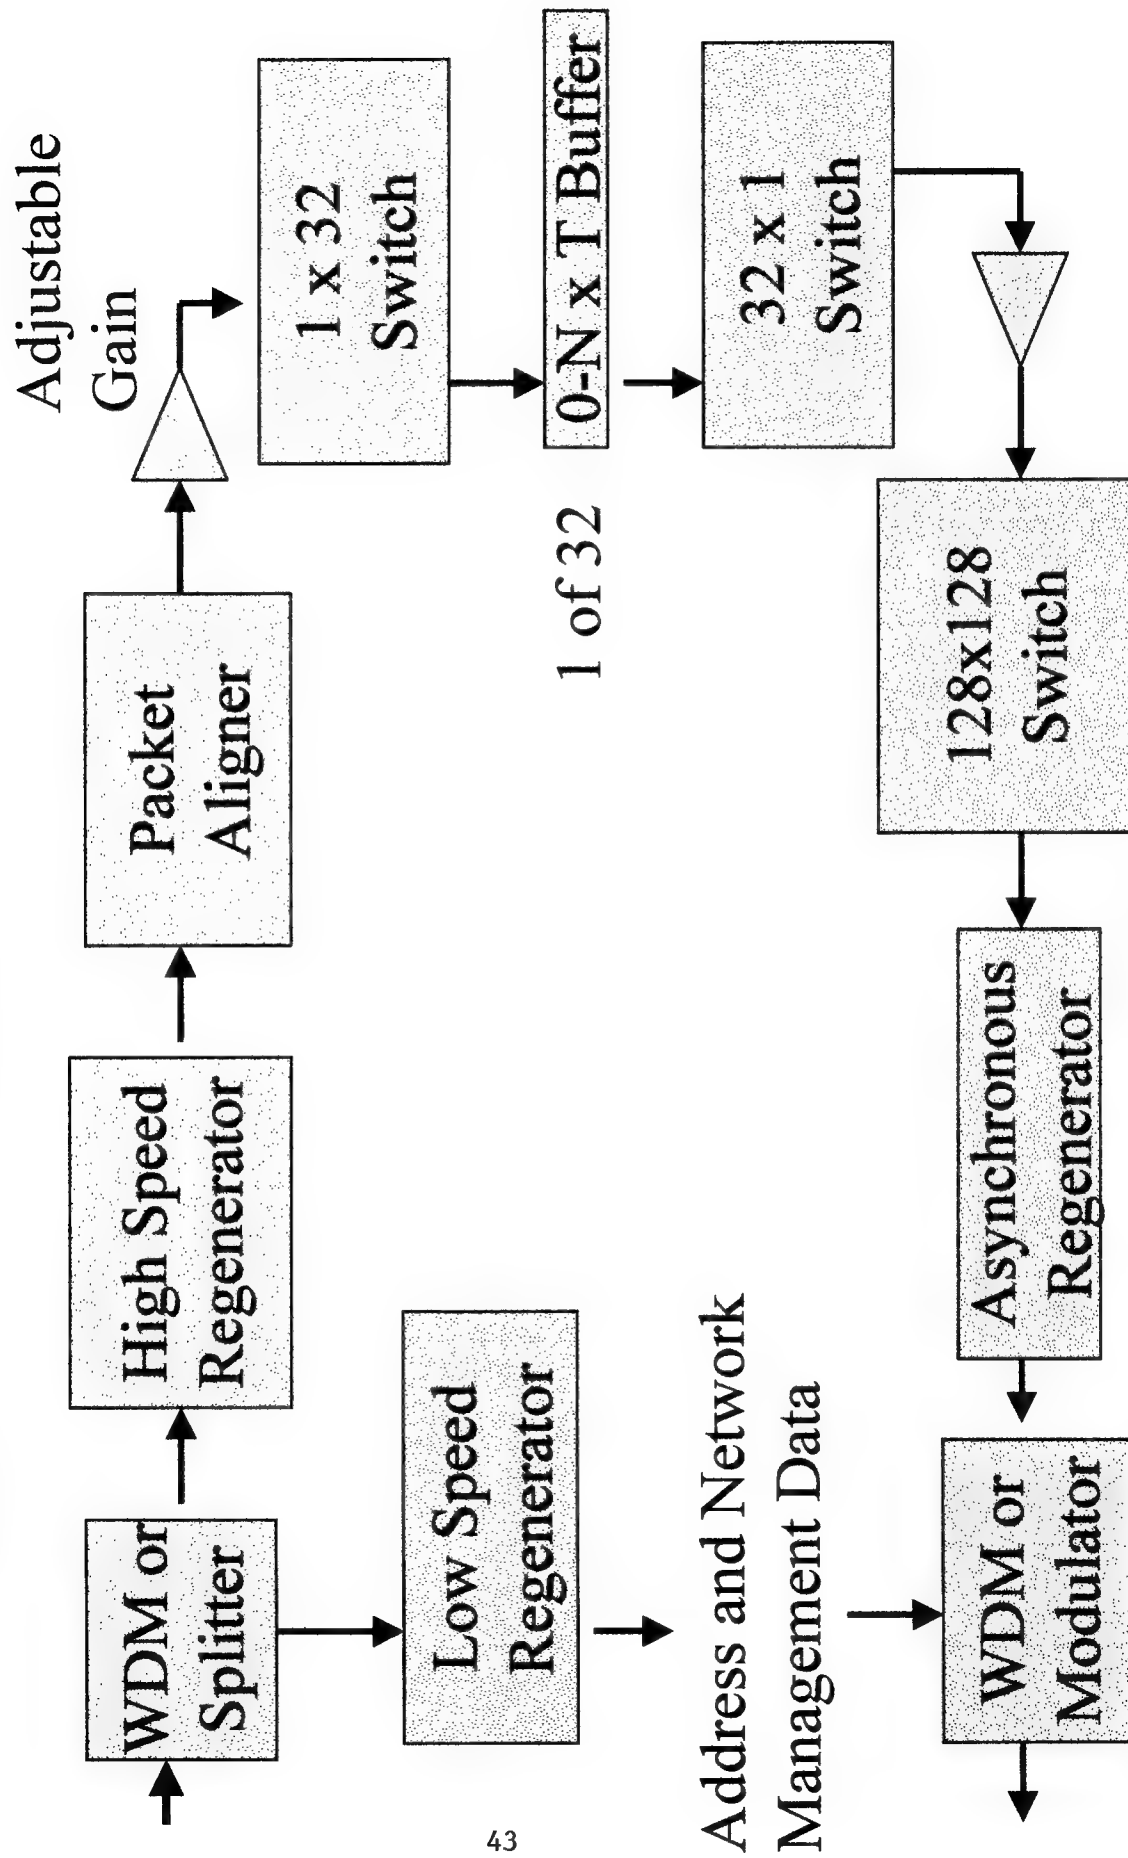 WDM or
Splitter
High Speed
Regenerator
Packet
Aligner
Adjustable
Gain
1 x 32
Switch
Low Speed
Regenerator
1 of 32
0-N x T Buffer
Address and Network
Management Data
32 x 1
Switch
WDM or
Modulator
Asynchronous
Regenerator
128x128
Switch
43